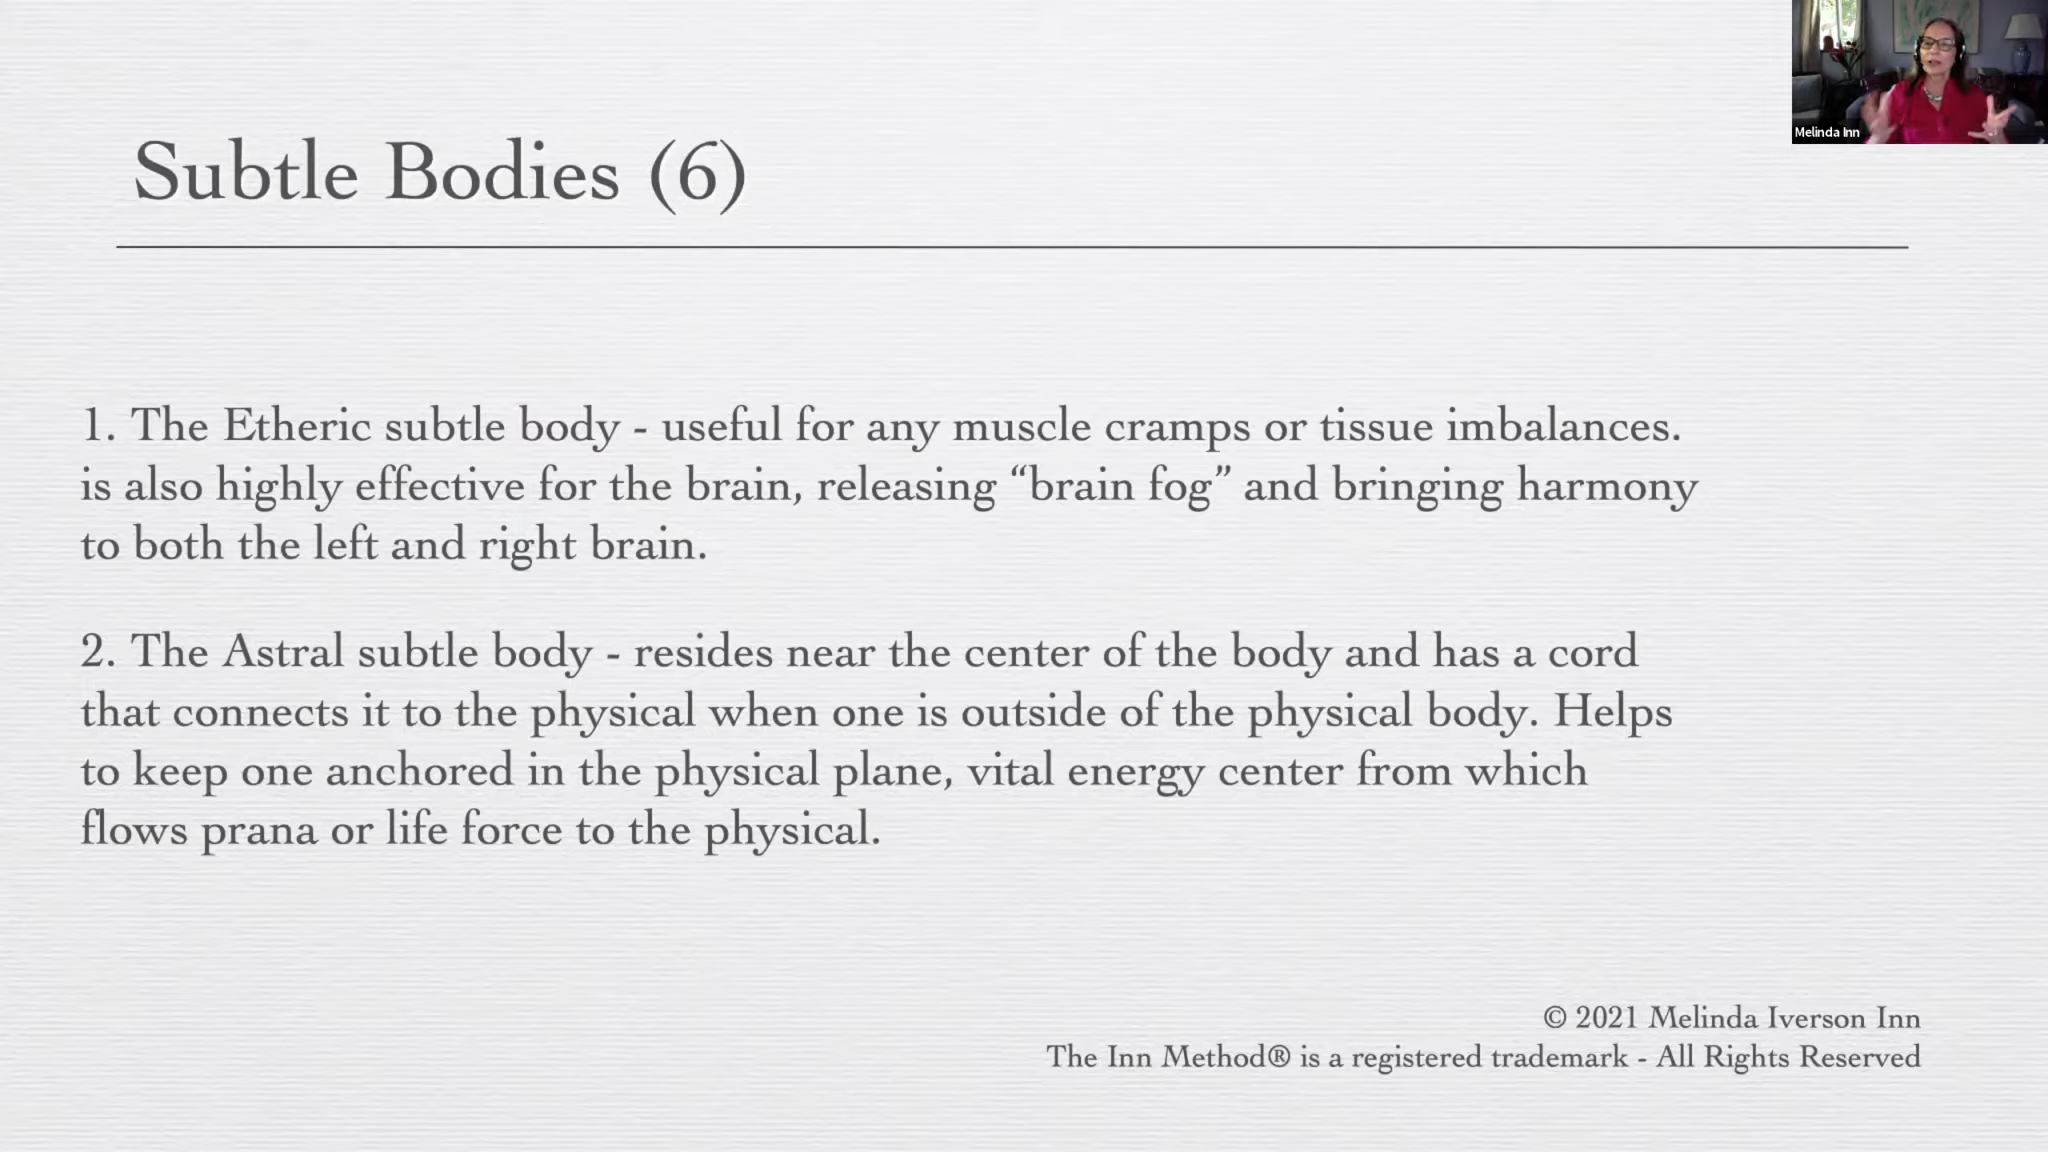 Melinda Inn
Subtle Bodies (6)
1. The Etheric subtle body - useful for any muscle cramps or tissue imbalances.
is also highly effective for the brain, releasing “brain fog” and bringing harmony
to both the left and right brain.
2. The Astral subtle body - resides near the center of the body and has a cord
that connects it to the physical when one is outside of the physical body. Helps
to keep one anchored in the physical plane, vital energy center from which
flows prana or life force to the physical.
© 2021 Melinda Iverson Inn
The Inn Method® is a registered trademark - All Rights Reserved